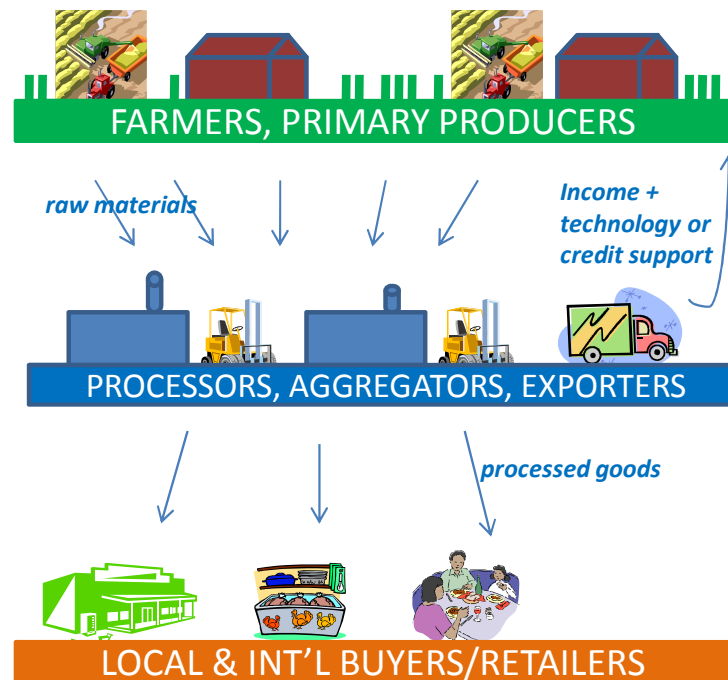 FARMERS, PRIMARY PRODUCERS
raw materials
Income +
technology or
credit support
PROCESSORS, AGGREGATORS, EXPORTERS
processed goods
LOCAL & INT'L BUYERS/RETAILERS